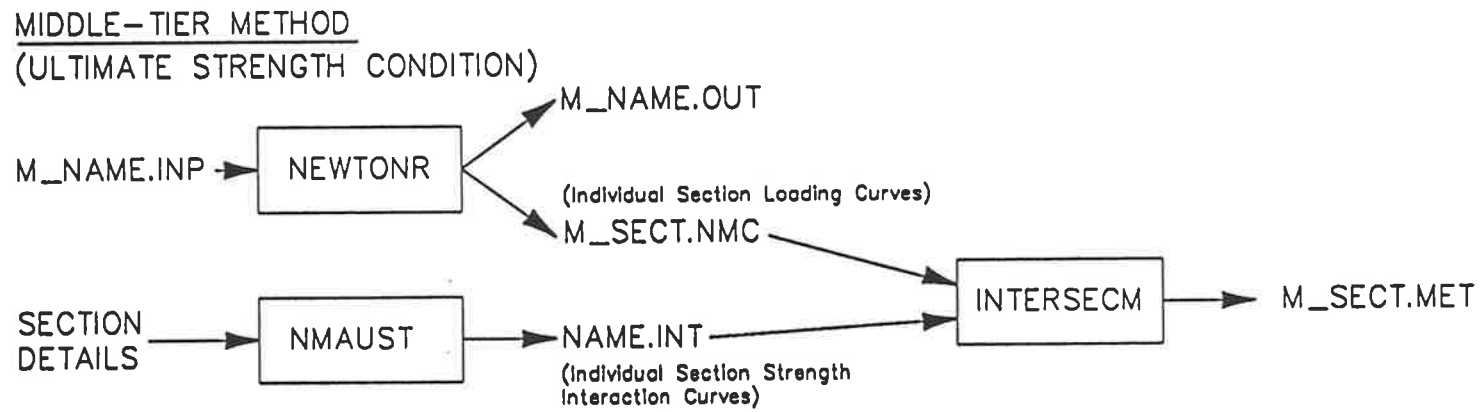 MIDDLE-TIER METHOD
(ULTIMATE STRENGTH CONDITION)
M_NAME.OUT
M_NAME.INP
NEWTONR
(Individual Section Loading Curves)
M_SECT.NMC
INTERSECM
M_SECT.MET
SECTION
DETAILS
NMAUST
NAME.INT
(Individual Section Strength
Interaction Curves)